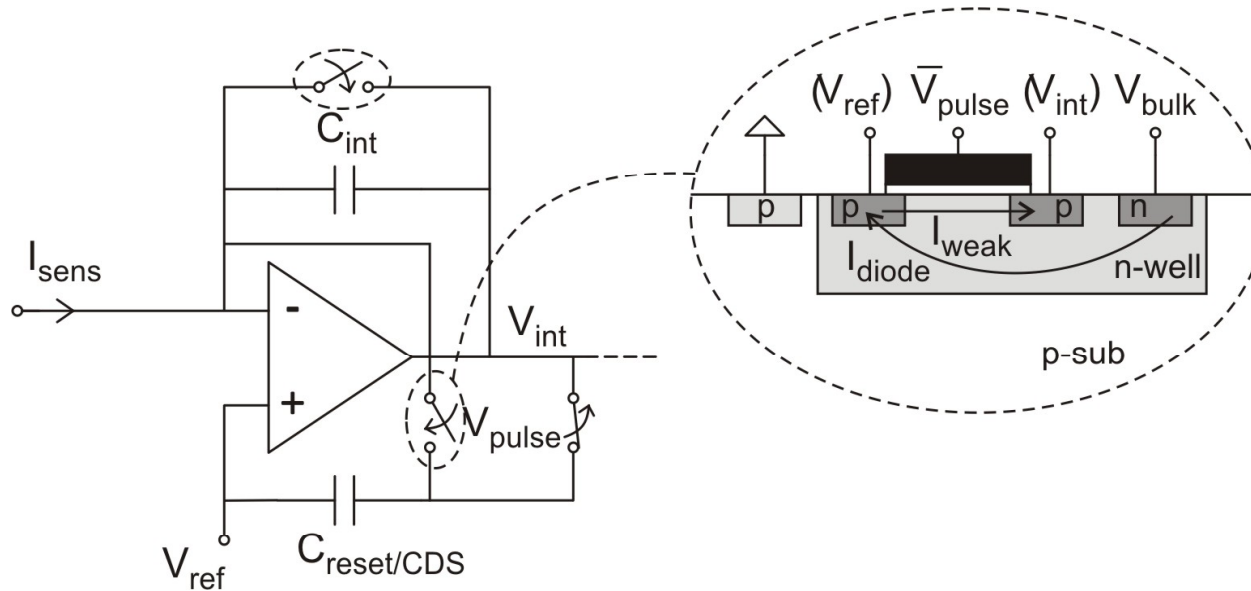 C_int
I_sens
-
+
V_int
V_pulse
V_ref
C_reset/CDS
(V_ref) V̅_pulse (V_int) V_bulk
p p p n
I_weak
I_diode n-well
p-sub